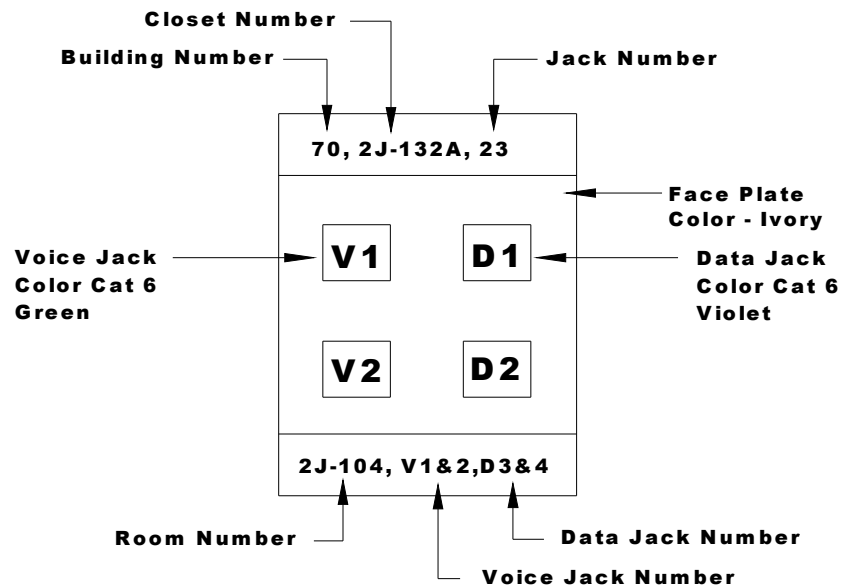 Closet Number
Building Number
Jack Number
70, 2J-132A, 23
Face Plate
Color - Ivory
V1
D1
Voice Jack
Color Cat 6
Green
Data Jack
Color Cat 6
Violet
V2
D2
2J-104, V1&2,D3&4
Room Number
Data Jack Number
Voice Jack Number